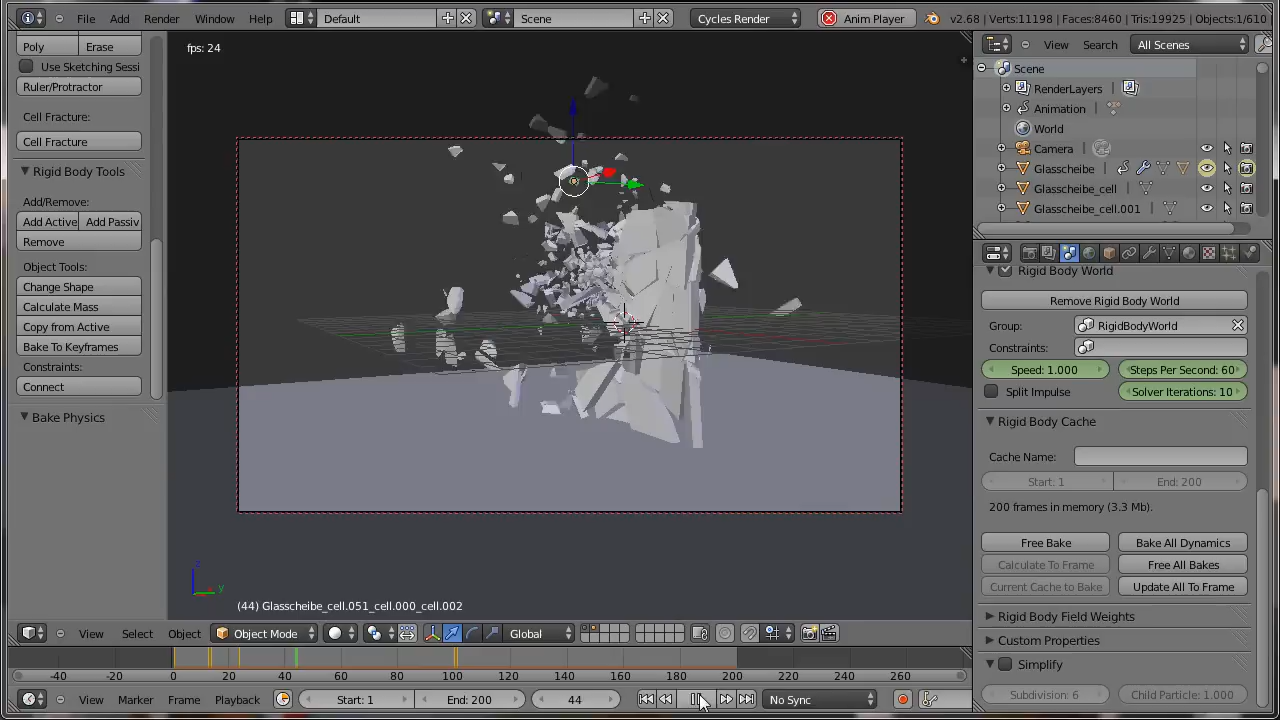 File Add Render Window Help Default Scene Cycles Render Anim Player v2.68 | Verts:11198 | Faces:8460 | Tris:19925 | Objects:1/610
Poly Erase
Use Sketching Sessi
Ruler/Protractor
Cell Fracture:
Cell Fracture
Rigid Body Tools
Add/Remove:
Add Active Add Passiv
Remove
Object Tools:
Change Shape
Calculate Mass
Copy from Active
Bake To Keyframes
Constraints:
Connect
Bake Physics
fps: 24
z
y
(44) Glasscheibe_cell.051_cell.000_cell.002
View Select Object Object Mode Global
View Search All Scenes
Scene
RenderLayers
Animation
World
Camera
Glasscheibe
Glasscheibe_cell
Glasscheibe_cell.001
Rigid Body World
Remove Rigid Body World
Group: RigidBodyWorld
Constraints:
Speed: 1.000 Steps Per Second: 60
Split Impulse Solver Iterations: 10
Rigid Body Cache
Cache Name:
Start: 1 End: 200
200 frames in memory (3.3 Mb).
Free Bake Bake All Dynamics
Calculate To Frame Free All Bakes
Current Cache to Bake Update All To Frame
Rigid Body Field Weights
Custom Properties
Simplify
Subdivision: 6 Child Particle: 1.000
-40 -20 0 20 40 60 80 100 120 140 160 180 200 220 240 260
View Marker Frame Playback Start: 1 End: 200 44 No Sync